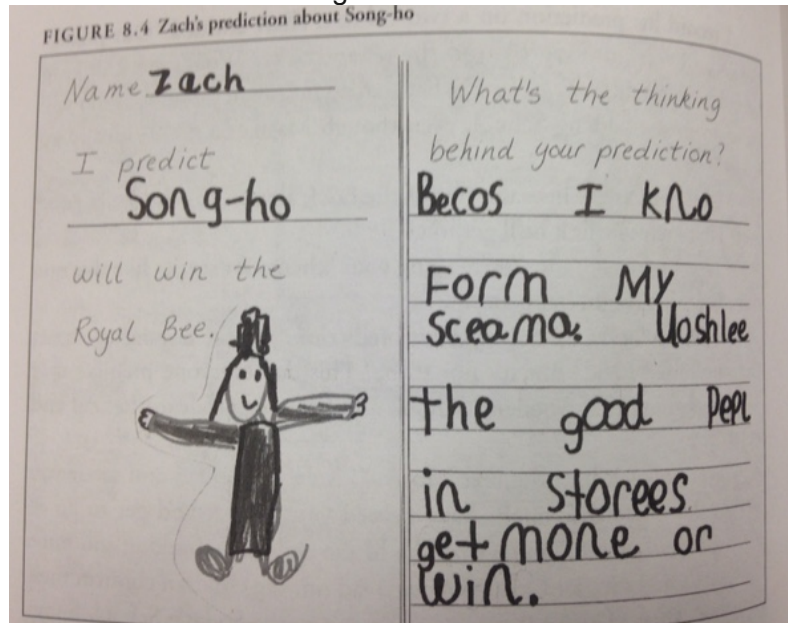 FIGURE 8.4 Zach's prediction about Song-ho
Name Zach
I predict
Song-ho
will win the
Royal Bee.
What's the thinking
behind your prediction?
Becos I kno
Form My
Sceama. Uoshlee
the good Pepl
in storees
get mone or
win.